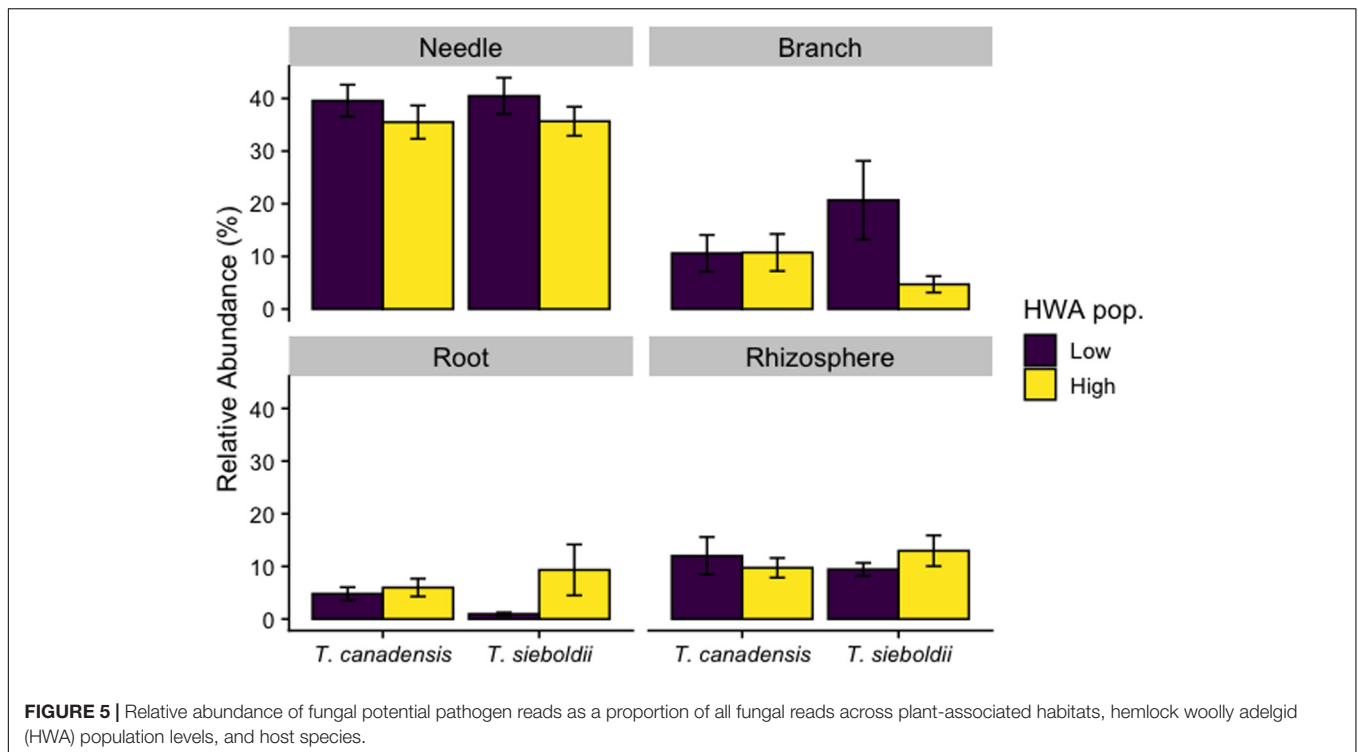 Needle
Branch
40
30
20
10
0
Root
Rhizosphere
40
30
20
10
0
Relative Abundance (%)
T. canadensis
T. sieboldii
T. canadensis
T. sieboldii
HWA pop.
Low
High
FIGURE 5 | Relative abundance of fungal potential pathogen reads as a proportion of all fungal reads across plant-associated habitats, hemlock woolly adelgid
(HWA) population levels, and host species.